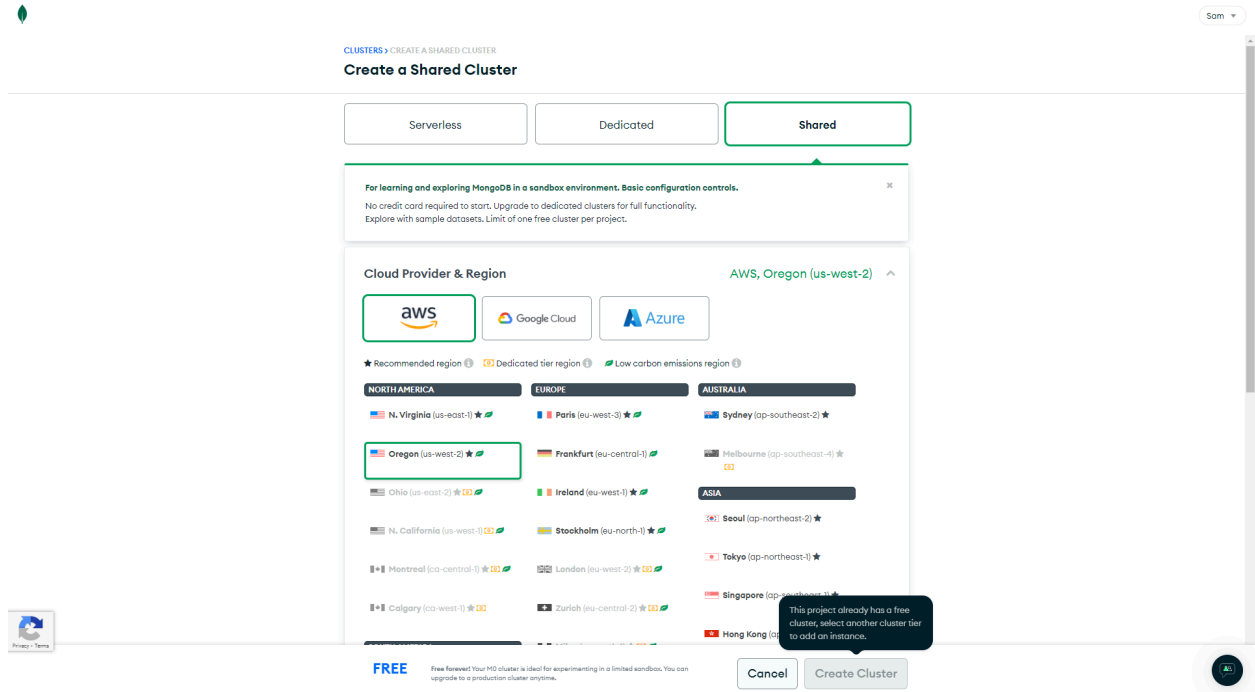 Sam
CLUSTERS > CREATE A SHARED CLUSTER
Create a Shared Cluster
Serverless
Dedicated
Shared
For learning and exploring MongoDB in a sandbox environment. Basic configuration controls.
No credit card required to start. Upgrade to dedicated clusters for full functionality.
Explore with sample datasets. Limit of one free cluster per project.
Cloud Provider & Region
AWS, Oregon (us-west-2)
aws
Google Cloud
Azure
Recommended region
Dedicated tier region
Low carbon emissions region
NORTH AMERICA
N. Virginia (us-east-1)
Oregon (us-west-2)
Ohio (us-east-2)
N. California (us-west-1)
Montreal (ca-central-1)
Calgary (ca-west-1)
EUROPE
Paris (eu-west-3)
Frankfurt (eu-central-1)
Ireland (eu-west-1)
Stockholm (eu-north-1)
London (eu-west-2)
Zurich (eu-central-2)
AUSTRALIA
Sydney (ap-southeast-2)
Melbourne (ap-southeast-4)
ASIA
Seoul (ap-northeast-2)
Tokyo (ap-northeast-1)
Singapore (ap-southeast-1)
Hong Kong
This project already has a free
cluster, select another cluster tier
to add an instance.
Privacy - Terms
FREE
Free forever! Your M0 cluster is ideal for experimenting in a limited sandbox. You can
upgrade to a production cluster anytime.
Cancel
Create Cluster